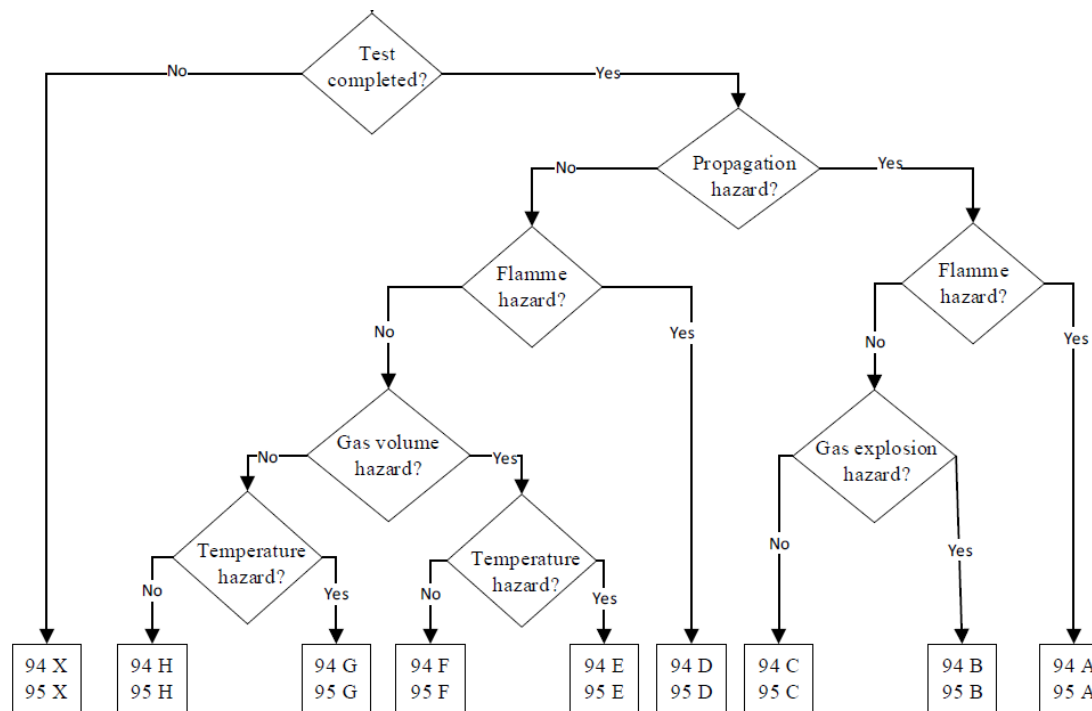 Test
completed?
No
Yes
Propagation
hazard?
No
Yes
Flamme
hazard?
Flamme
hazard?
No
Yes
No
Yes
Gas volume
hazard?
Gas explosion
hazard?
No
Yes
No
Yes
Temperature
hazard?
Temperature
hazard?
No
Yes
No
Yes
94 X
95 X
94 H
95 H
94 G
95 G
94 F
95 F
94 E
95 E
94 D
95 D
94 C
95 C
94 B
95 B
94 A
95 A